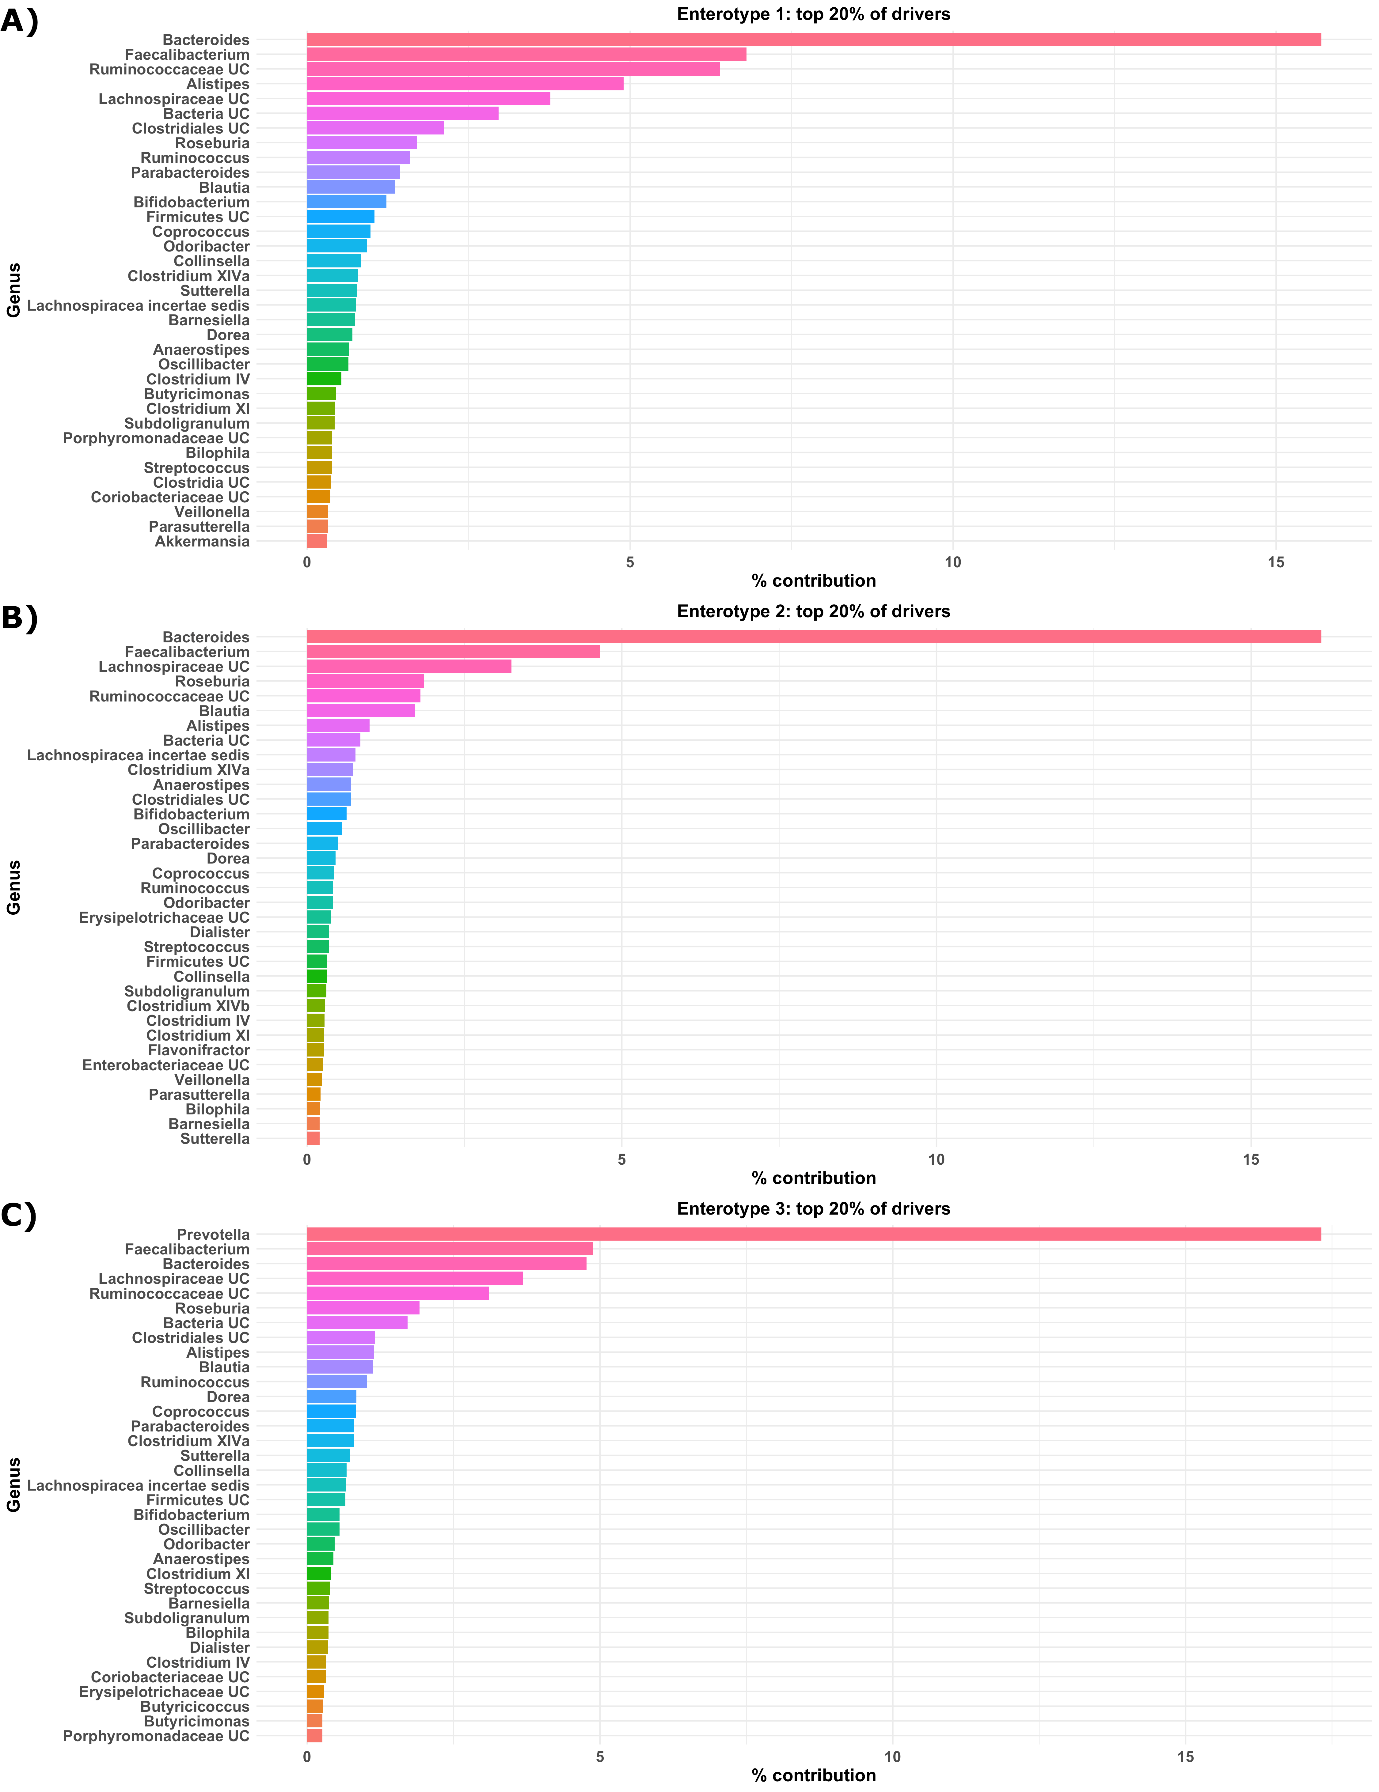 A)
Enterotype 1: top 20% of drivers
Genus
Bacteroides
Faecalibacterium
Ruminococcaceae UC
Alistipes
Lachnospiraceae UC
Bacteria UC
Clostridiales UC
Roseburia
Ruminococcus
Parabacteroides
Blautia
Bifidobacterium
Firmicutes UC
Coprococcus
Odoribacter
Collinsella
Clostridium XIVa
Sutterella
Lachnospiracea incertae sedis
Barnesiella
Dorea
Anaerostipes
Oscillibacter
Clostridium IV
Butyricimonas
Clostridium XI
Subdoligranulum
Porphyromonadaceae UC
Bilophila
Streptococcus
Clostridia UC
Coriobacteriaceae UC
Veillonella
Parasutterella
Akkermansia
0 5 10 15
% contribution
B)
Enterotype 2: top 20% of drivers
Genus
Bacteroides
Faecalibacterium
Lachnospiraceae UC
Roseburia
Ruminococcaceae UC
Blautia
Alistipes
Bacteria UC
Lachnospiracea incertae sedis
Clostridium XIVa
Anaerostipes
Clostridiales UC
Bifidobacterium
Oscillibacter
Parabacteroides
Dorea
Coprococcus
Ruminococcus
Odoribacter
Erysipelotrichaceae UC
Dialister
Streptococcus
Firmicutes UC
Collinsella
Subdoligranulum
Clostridium XIVb
Clostridium IV
Clostridium XI
Flavonifractor
Enterobacteriaceae UC
Veillonella
Parasutterella
Bilophila
Barnesiella
Sutterella
0 5 10 15
% contribution
C)
Enterotype 3: top 20% of drivers
Genus
Prevotella
Faecalibacterium
Bacteroides
Lachnospiraceae UC
Ruminococcaceae UC
Roseburia
Bacteria UC
Clostridiales UC
Alistipes
Blautia
Ruminococcus
Dorea
Coprococcus
Parabacteroides
Clostridium XIVa
Sutterella
Collinsella
Lachnospiracea incertae sedis
Firmicutes UC
Bifidobacterium
Oscillibacter
Odoribacter
Anaerostipes
Clostridium XI
Streptococcus
Barnesiella
Subdoligranulum
Bilophila
Dialister
Clostridium IV
Coriobacteriaceae UC
Erysipelotrichaceae UC
Butyricicoccus
Butyricimonas
Porphyromonadaceae UC
0 5 10 15
% contribution